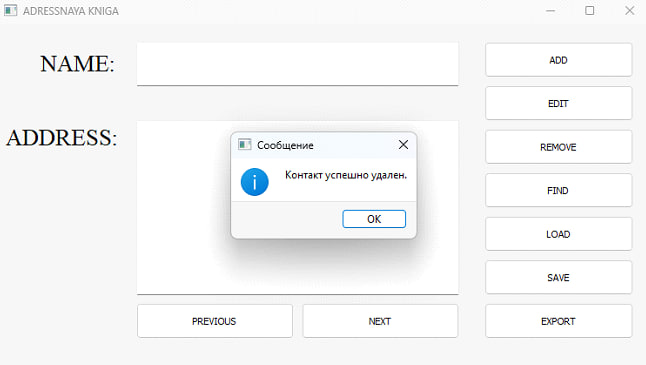 ADRESSNAYA KNIGA
NAME:
ADD
EDIT
ADDRESS:
REMOVE
Сообщение
Контакт успешно удален.
OK
FIND
LOAD
SAVE
PREVIOUS
NEXT
EXPORT